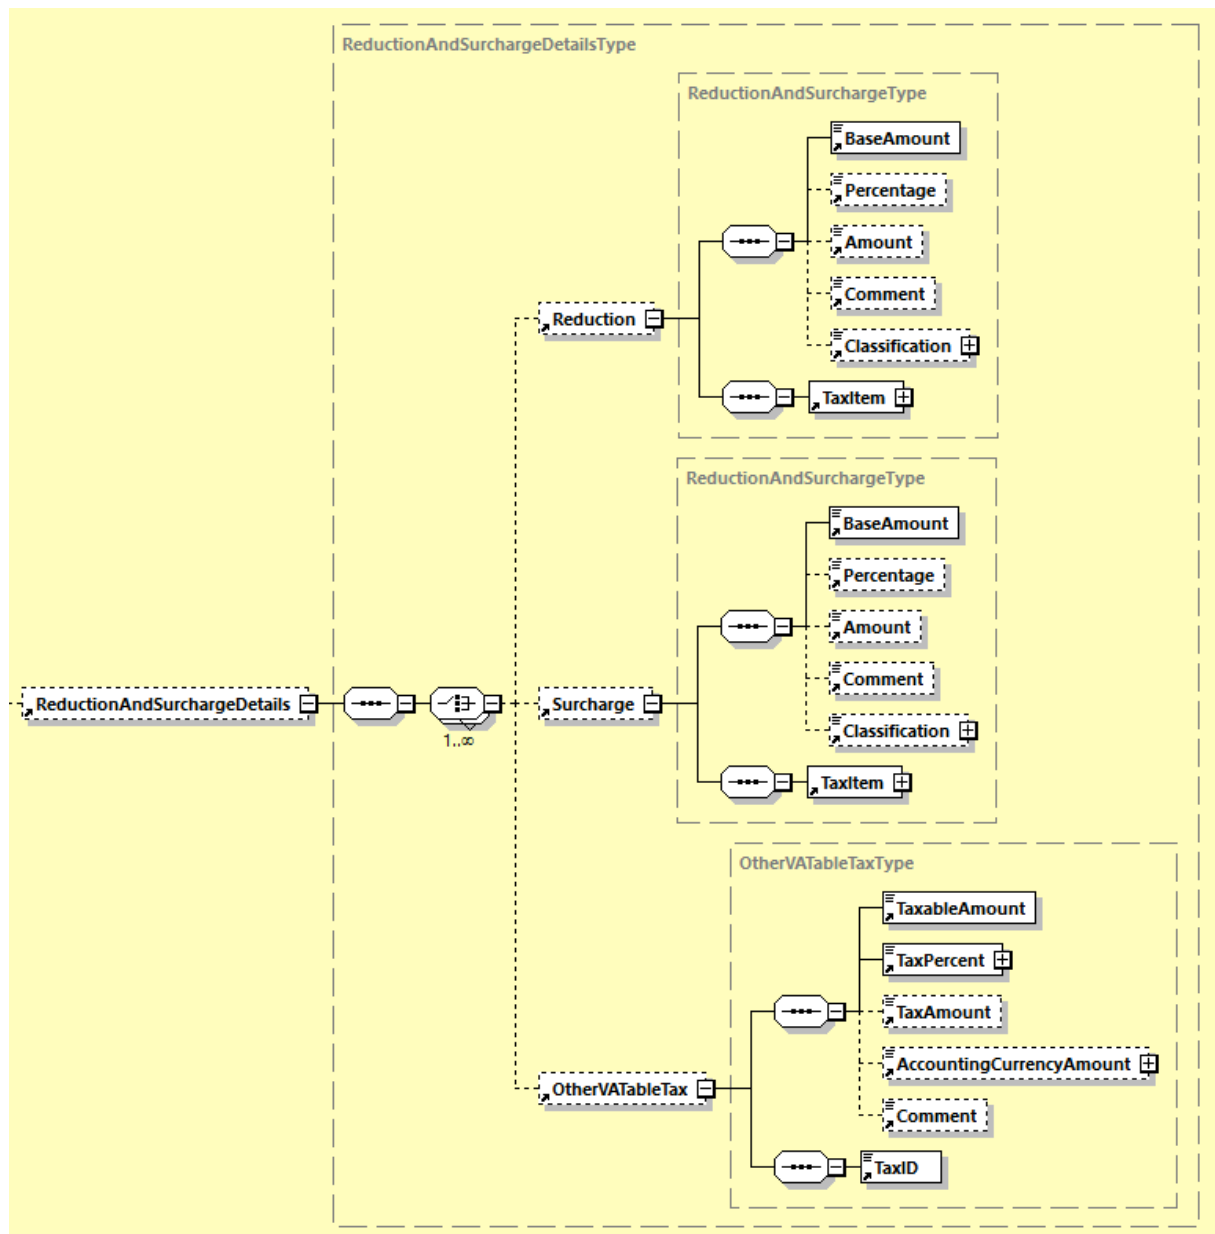 ReductionAndSurchargeDetailsType
ReductionAndSurchargeType
BaseAmount
Percentage
Amount
Comment
Classification
Reduction
TaxItem
ReductionAndSurchargeType
BaseAmount
Percentage
Amount
Comment
Classification
ReductionAndSurchargeDetails
1..∞
Surcharge
TaxItem
OtherVATableTaxType
TaxableAmount
TaxPercent
TaxAmount
AccountingCurrencyAmount
Comment
OtherVATableTax
TaxID